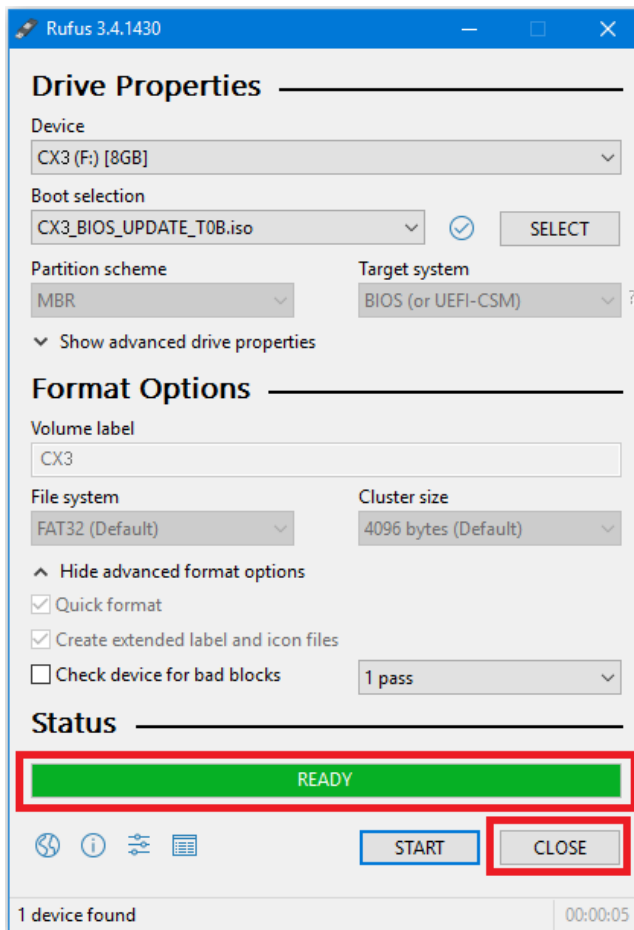 Rufus 3.4.1430
Drive Properties
Device
CX3 (F:) [8GB]
Boot selection
CX3_BIOS_UPDATE_T0B.iso
SELECT
Partition scheme
Target system
MBR
BIOS (or UEFI-CSM)
?
Show advanced drive properties
Format Options
Volume label
CX3
File system
Cluster size
FAT32 (Default)
4096 bytes (Default)
Hide advanced format options
Quick format
Create extended label and icon files
Check device for bad blocks
1 pass
Status
READY
START
CLOSE
1 device found
00:00:05